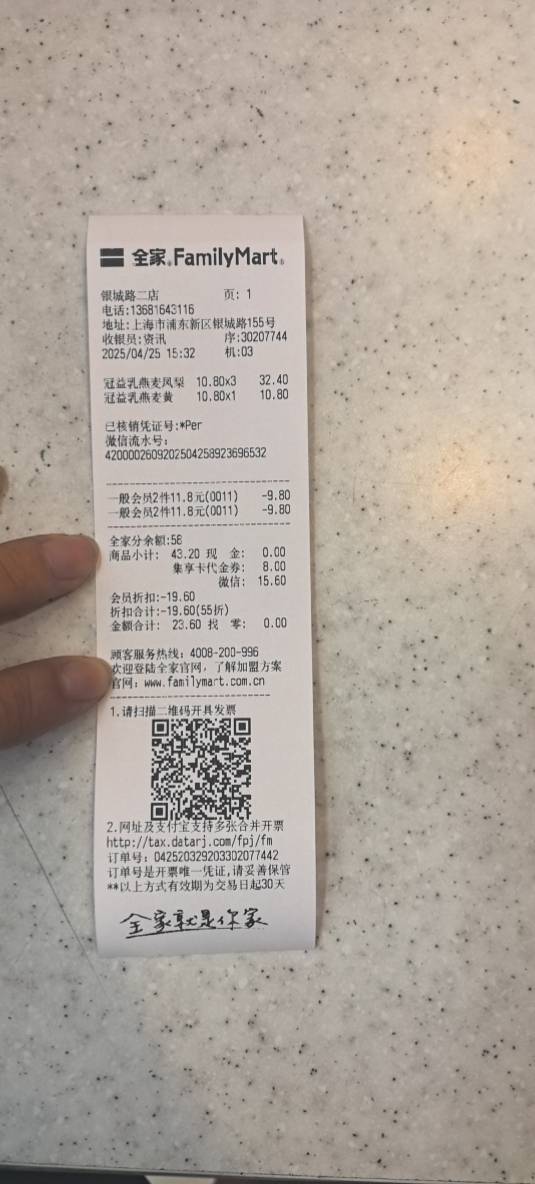 全家 FamilyMart
银城路二店 页: 1
电话:13681643116
地址:上海市浦东新区银城路155号
收银员:资讯 序:30207744
2025/04/25 15:32 机:03
冠益乳燕麦凤梨 10.80x3 32.40
冠益乳燕麦黄 10.80x1 10.80
已核销凭证号:*Per
微信流水号:
4200002609202504258923696532
一般会员2件11.8元(0011) -9.80
一般会员2件11.8元(0011) -9.80
全家分余额:58
商品小计: 43.20 现 金: 0.00
集享卡代金券: 8.00
微信: 15.60
会员折扣:-19.60
折扣合计:-19.60(55折)
金额合计: 23.60 找 零: 0.00
顾客服务热线: 4008-200-996
欢迎登陆全家官网，了解加盟方案
官网: www.familymart.com.cn
1.请扫描二维码开具发票
2.网址及支付宝支持多张合并开票
http://tax.datarj.com/fpj/fm
订单号: 042520329203302077442
订单号是开票唯一凭证,请妥善保管
**以上方式有效期为交易日起30天
全家就是你家